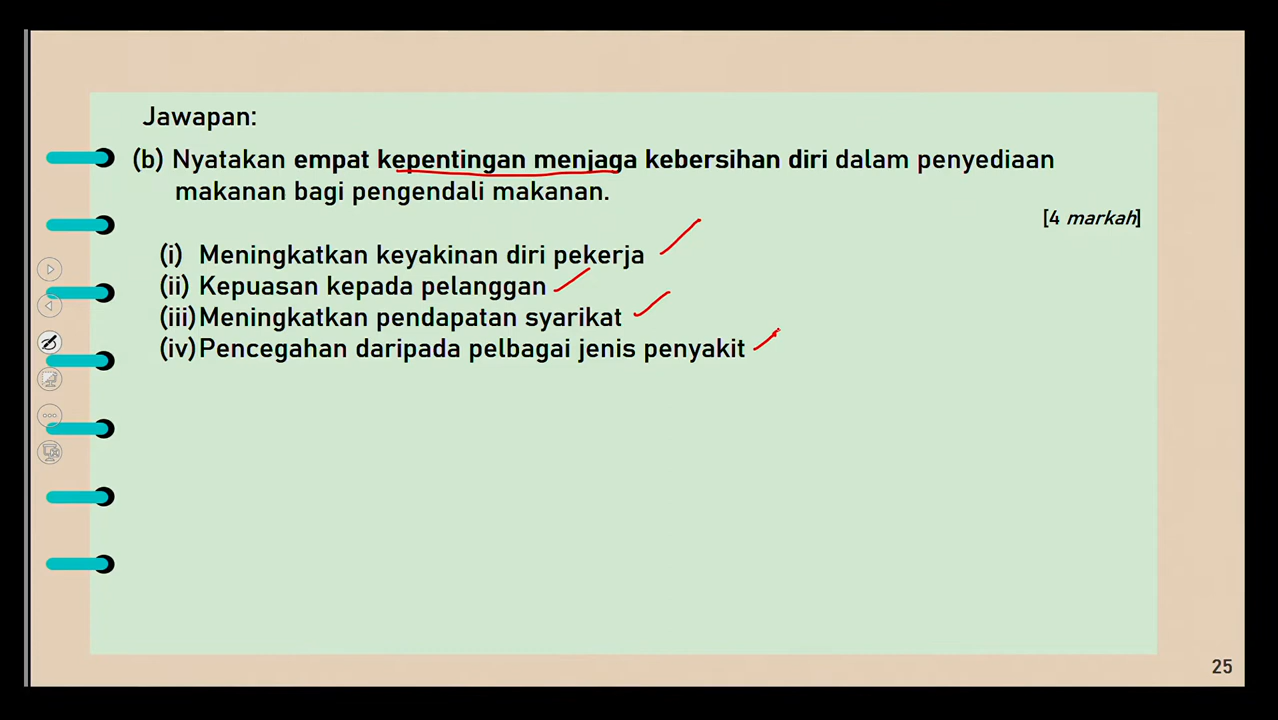 Jawapan:
(b) Nyatakan empat kepentingan menjaga kebersihan diri dalam penyediaan
makanan bagi pengendali makanan.
[4 markah]
(i) Meningkatkan keyakinan diri pekerja
(ii) Kepuasan kepada pelanggan
(iii)Meningkatkan pendapatan syarikat
(iv)Pencegahan daripada pelbagai jenis penyakit
25